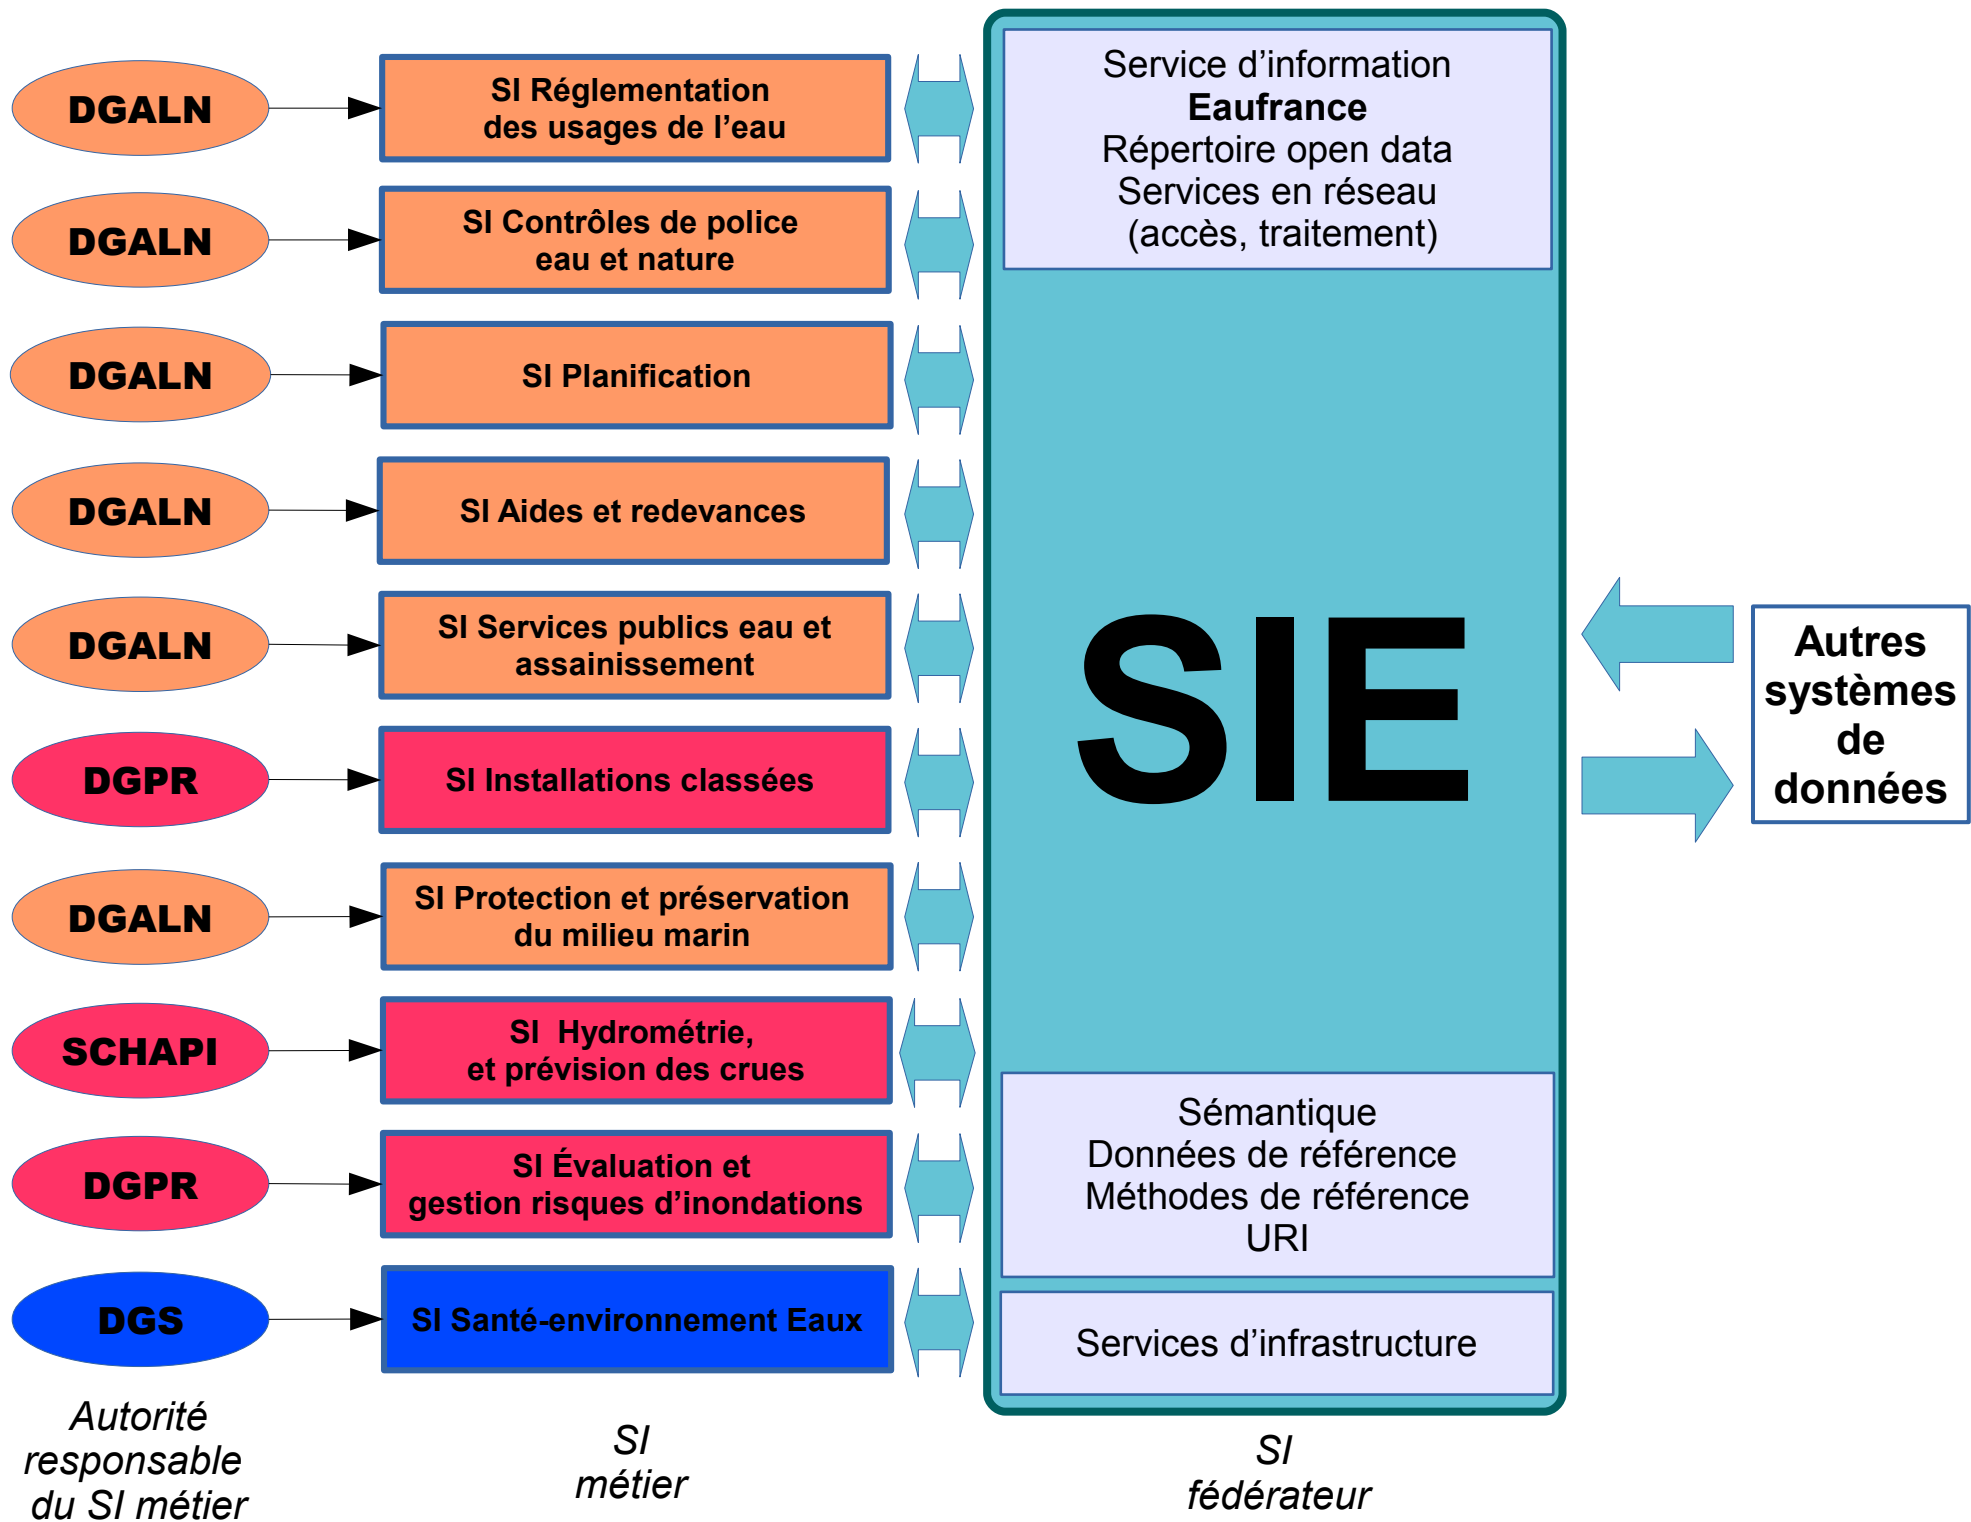 DGALN
SI Réglementation
des usages de l’eau
DGALN
SI Contrôles de police
eau et nature
DGALN
SI Planification
DGALN
SI Aides et redevances
DGALN
SI Services publics eau et
assainissement
DGPR
SI Installations classées
DGALN
SI Protection et préservation
du milieu marin
SCHAPI
SI Hydrométrie,
et prévision des crues
DGPR
SI Évaluation et
gestion risques d’inondations
DGS
SI Santé-environnement Eaux
Autorité
responsable
du SI métier
SI
métier
Service d’information
Eaufrance
Répertoire open data
Services en réseau
(accès, traitement)
SIE
Sémantique
Données de référence
Méthodes de référence
URI
Services d’infrastructure
SI
fédérateur
Autres
systèmes
de
données